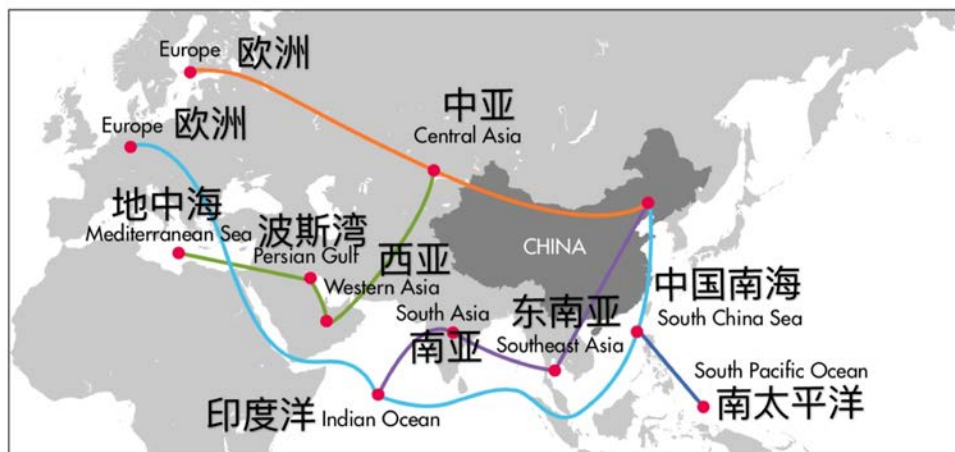 Europe 欧洲
Europe 欧洲
中亚
Central Asia
地中海
Mediterranean Sea
波斯湾
Persian Gulf
西亚
Western Asia
CHINA
South Asia
南亚
东南亚
Southeast Asia
中国南海
South China Sea
South Pacific Ocean
南太平洋
印度洋 Indian Ocean